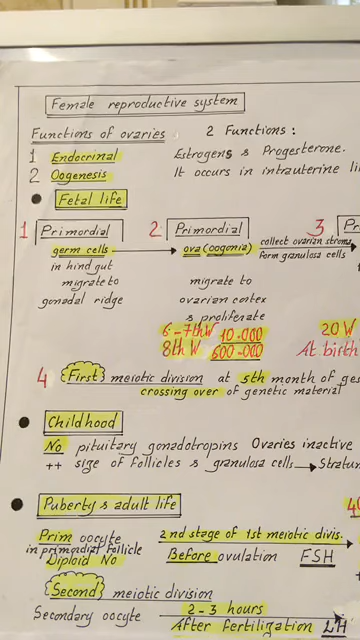 Female reproductive system
Functions of ovaries 2 Functions :
1 Endocrinal Estrogens & Progesterone.
2 Oogenesis It occurs in intrauterine li
Fetal life
1 Primordial 2 Primordial 3 Pr
germ cells → ova (oogonia) collect ovarian stroma →
form granulosa cells
in hind gut
migrate to migrate to
gonadal ridge ovarian cortex
& proliferate
6-7th W 10.000 20 W
8th W 600-000 At birth
4 (First) meiotic division at 5th month of ges
crossing over of genetic material
Childhood
No pituitary gonadotropins Ovaries inactive
++ size of follicles & granulosa cells → Stratum
Puberty & adult life
Prim oocyte 2nd stage of 1st meiotic divis.
in primordial follicle
Diploid No Before ovulation FSH
Second meiotic division
Secondary oocyte 2-3 hours
After fertilization LH